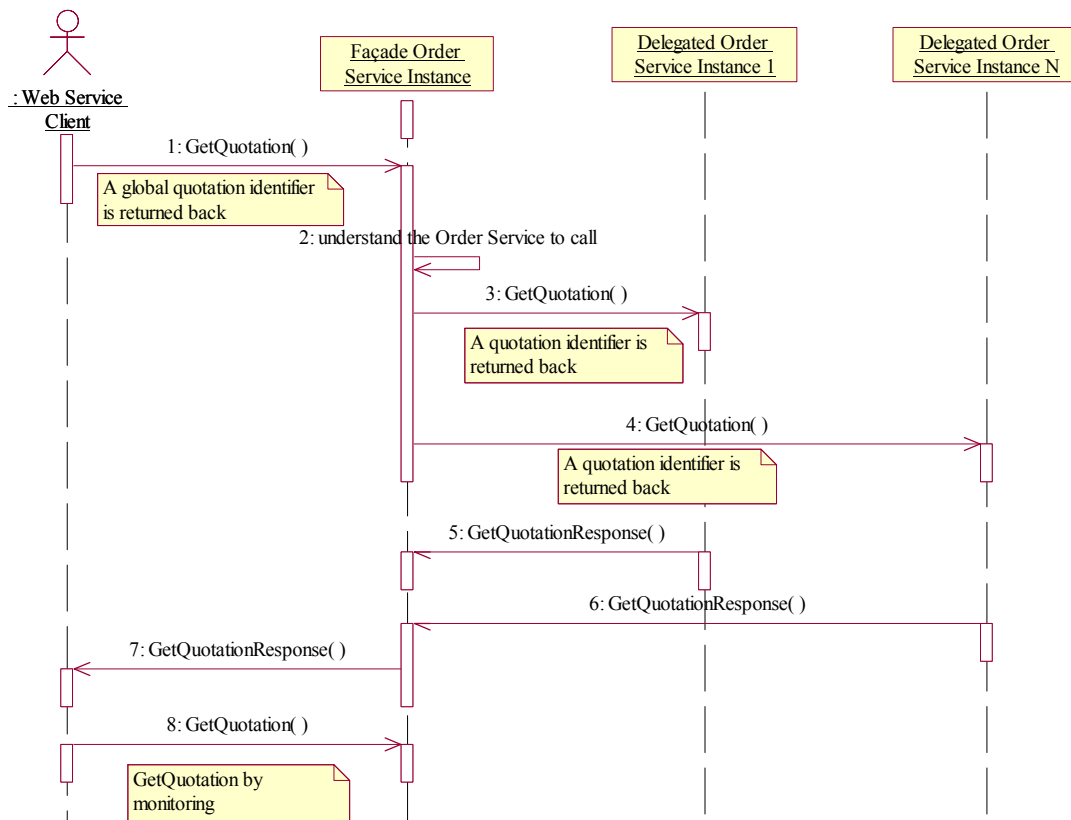 : Web Service
Client
Façade Order
Service Instance
Delegated Order
Service Instance 1
Delegated Order
Service Instance N
1: GetQuotation( )
A global quotation identifier
is returned back
2: understand the Order Service to call
3: GetQuotation( )
A quotation identifier is
returned back
4: GetQuotation( )
A quotation identifier is
returned back
5: GetQuotationResponse( )
6: GetQuotationResponse( )
7: GetQuotationResponse( )
8: GetQuotation( )
GetQuotation by
monitoring